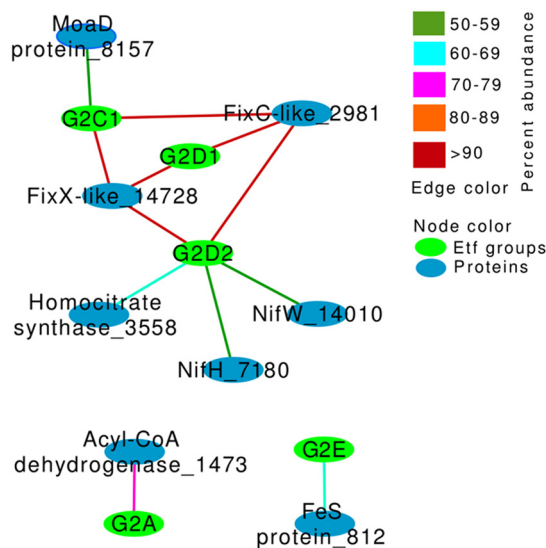 MoaD
protein_8157
G2C1
FixC-like_2981
G2D1
FixX-like_14728
G2D2
Homocitrate
synthase_3558
NifW_14010
NifH_7180
Acyl-CoA
dehydrogenase_1473
G2A
G2E
FeS
protein_812
50-59
60-69
70-79
80-89
>90
Percent abundance
Edge color
Node color
Etf groups
Proteins